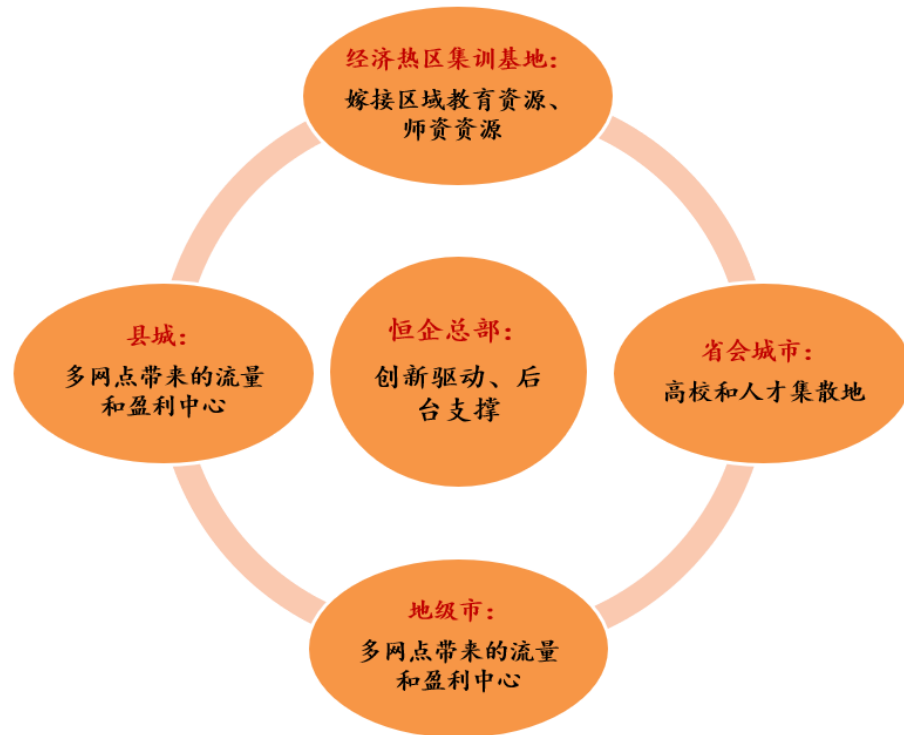 经济热区集训基地：
嫁接区域教育资源、
师资资源
县城：
多网点带来的流量
和盈利中心
恒企总部：
创新驱动、后
台支撑
省会城市：
高校和人才集散地
地级市：
多网点带来的流量
和盈利中心